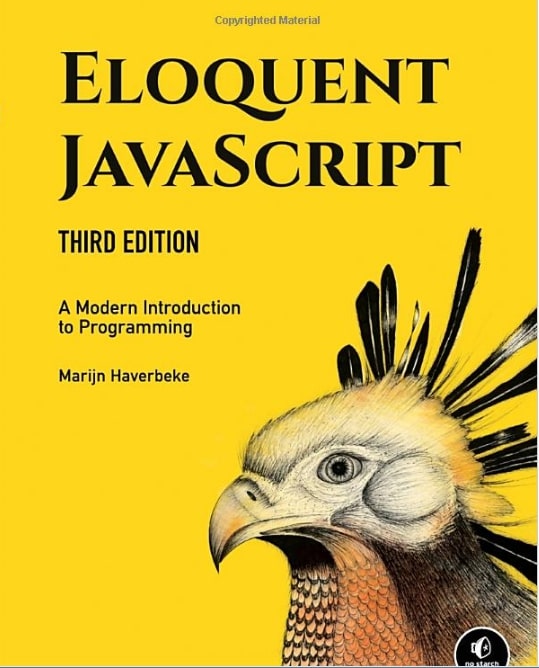 Copyrighted Material
ELOQUENT
JAVASCRIPT
THIRD EDITION
A Modern Introduction
to Programming
Marijn Haverbeke
no starch